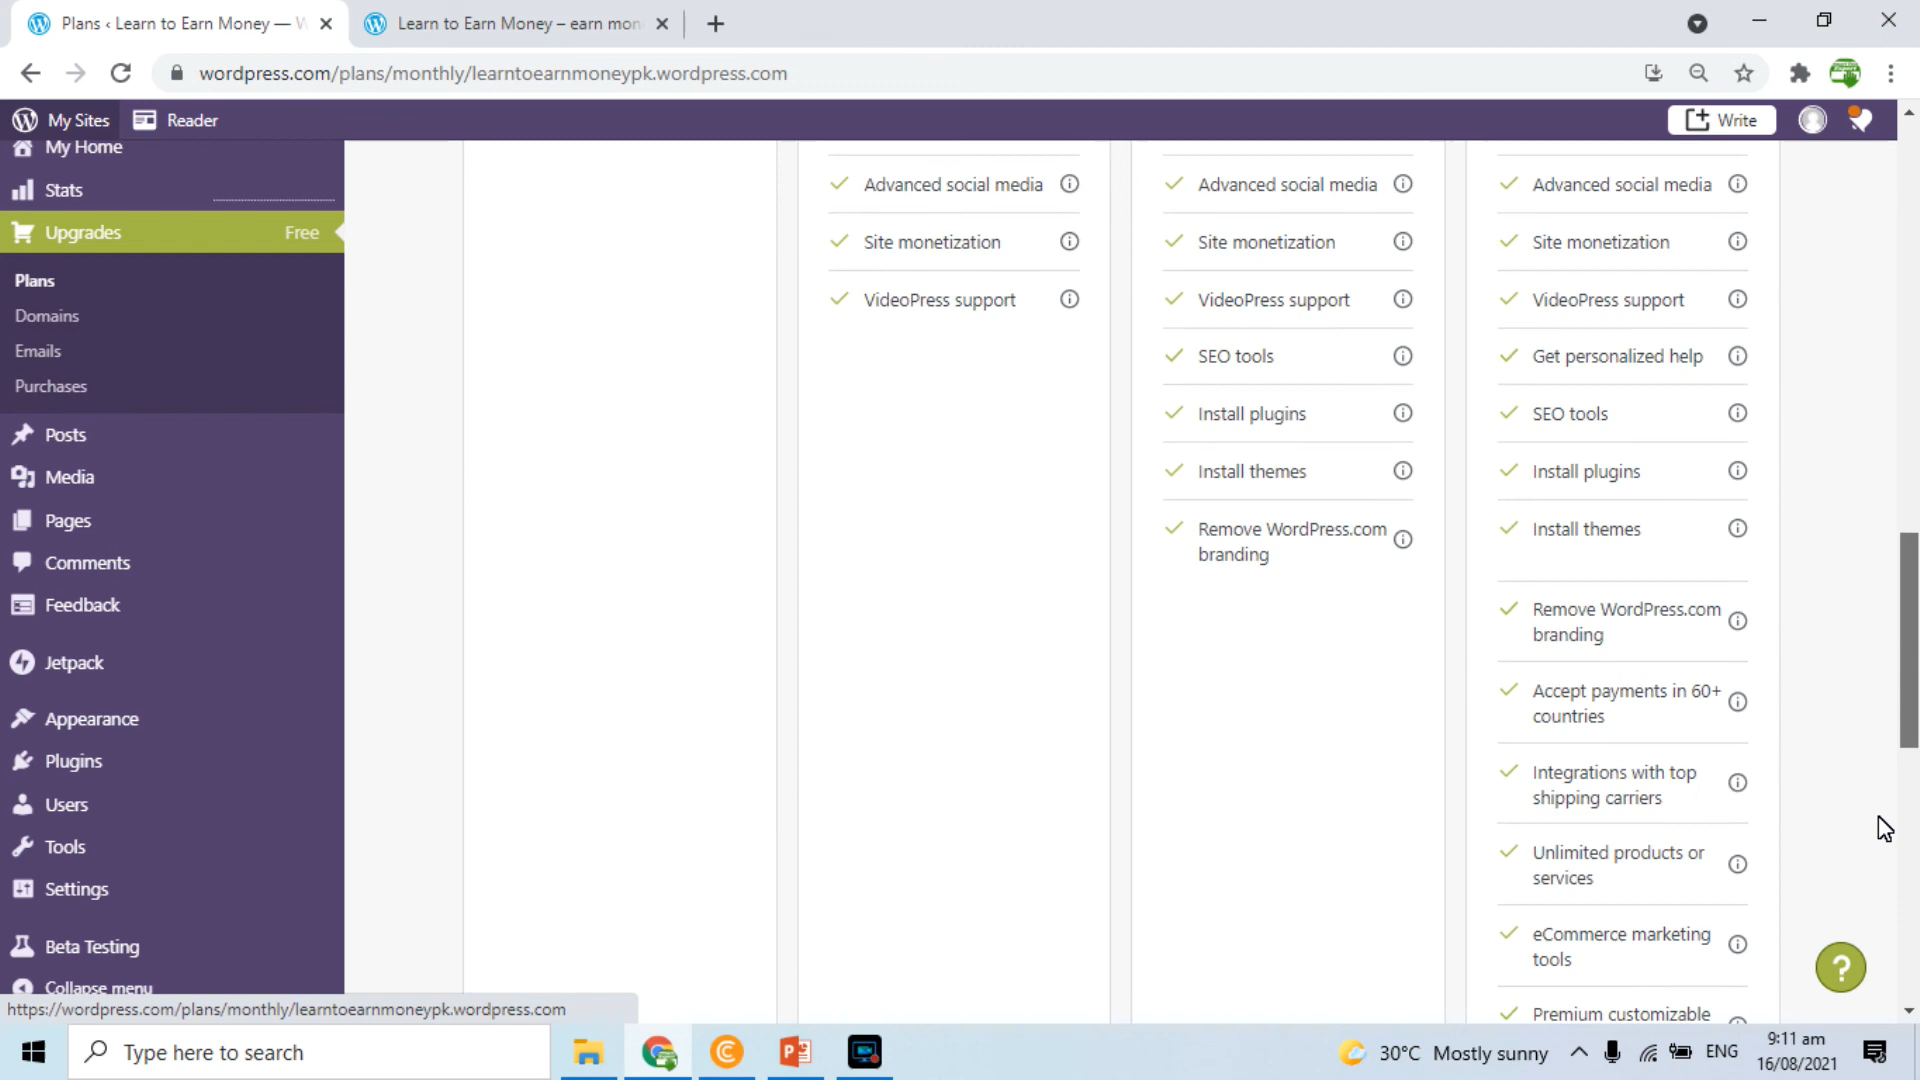 Plans ‹ Learn to Earn Money — W
Learn to Earn Money – earn mon
wordpress.com/plans/monthly/learntoearnmoneypk.wordpress.com
My Sites
Reader
Write
My Home
Stats
Upgrades
Free
Plans
Domains
Emails
Purchases
Posts
Media
Pages
Comments
Feedback
Jetpack
Appearance
Plugins
Users
Tools
Settings
Beta Testing
Collapse menu
Advanced social media
Site monetization
VideoPress support
Advanced social media
Site monetization
VideoPress support
SEO tools
Install plugins
Install themes
Remove WordPress.com
branding
Advanced social media
Site monetization
VideoPress support
Get personalized help
SEO tools
Install plugins
Install themes
Remove WordPress.com
branding
Accept payments in 60+
countries
Integrations with top
shipping carriers
Unlimited products or
services
eCommerce marketing
tools
Premium customizable
?
https://wordpress.com/plans/monthly/learntoearnmoneypk.wordpress.com
Type here to search
30°C Mostly sunny
ENG
9:11 am
16/08/2021